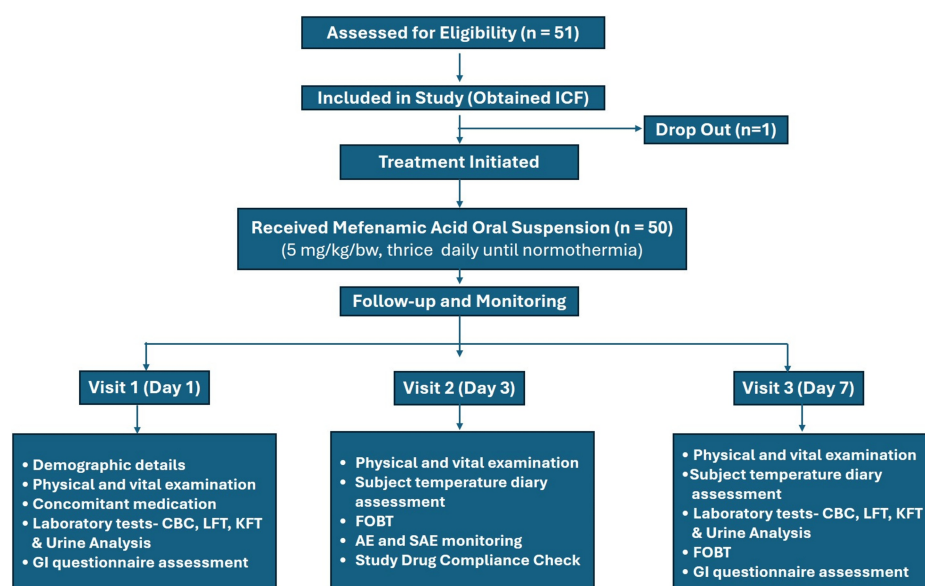 Assessed for Eligibility (n = 51)
Included in Study (Obtained ICF)
Drop Out (n=1)
Treatment Initiated
Received Mefenamic Acid Oral Suspension (n = 50)
(5 mg/kg/bw, thrice daily until normothermia)
Follow-up and Monitoring
Visit 1 (Day 1)
Visit 2 (Day 3)
Visit 3 (Day 7)
• Demographic details
• Physical and vital examination
• Concomitant medication
• Laboratory tests- CBC, LFT, KFT
& Urine Analysis
• GI questionnaire assessment
• Physical and vital examination
• Subject temperature diary
assessment
• FOBT
• AE and SAE monitoring
• Study Drug Compliance Check
• Physical and vital examination
•Subject temperature diary
assessment
• Laboratory tests- CBC, LFT, KFT
& Urine Analysis
• FOBT
• GI questionnaire assessment